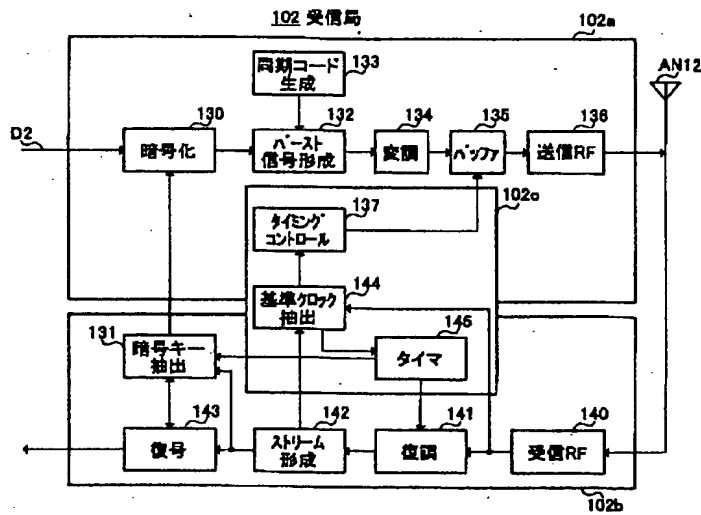 102 受信局
102a
133
同期コード
生成
AN12
D2
130
132
134
135
136
暗号化
バースト
信号形成
変調
バッファ
送信RF
137
102c
タイミング
コントロール
144
基準クロック
抽出
131
145
暗号キー
抽出
タイマ
143
142
141
140
復号
ストリーム
形成
復調
受信RF
102b